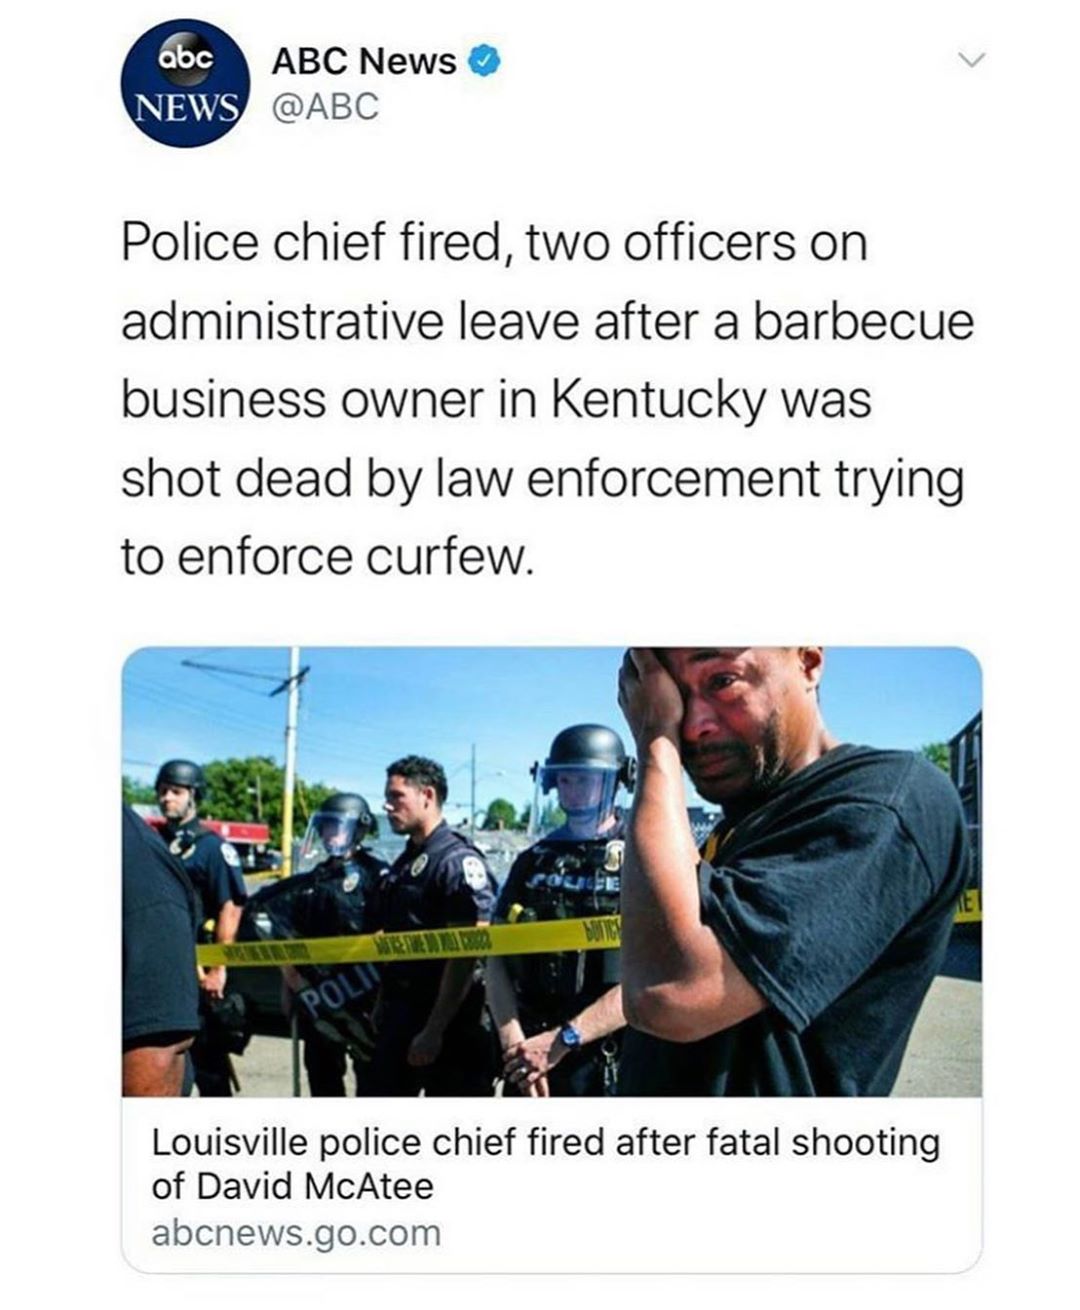 abc
NEWS
ABC News
@ABC
Police chief fired, two officers on
administrative leave after a barbecue
business owner in Kentucky was
shot dead by law enforcement trying
to enforce curfew.
POLICE
POLI
Louisville police chief fired after fatal shooting
of David McAtee
abcnews.go.com